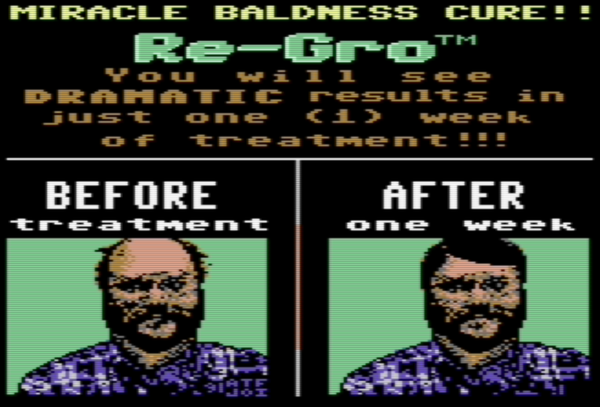 MIRACLE BALDNESS CURE!!
Re-Gro™
You will see
DRAMATIC results in
just one (1) week
of treatment!!!
BEFORE
treatment
AFTER
one week